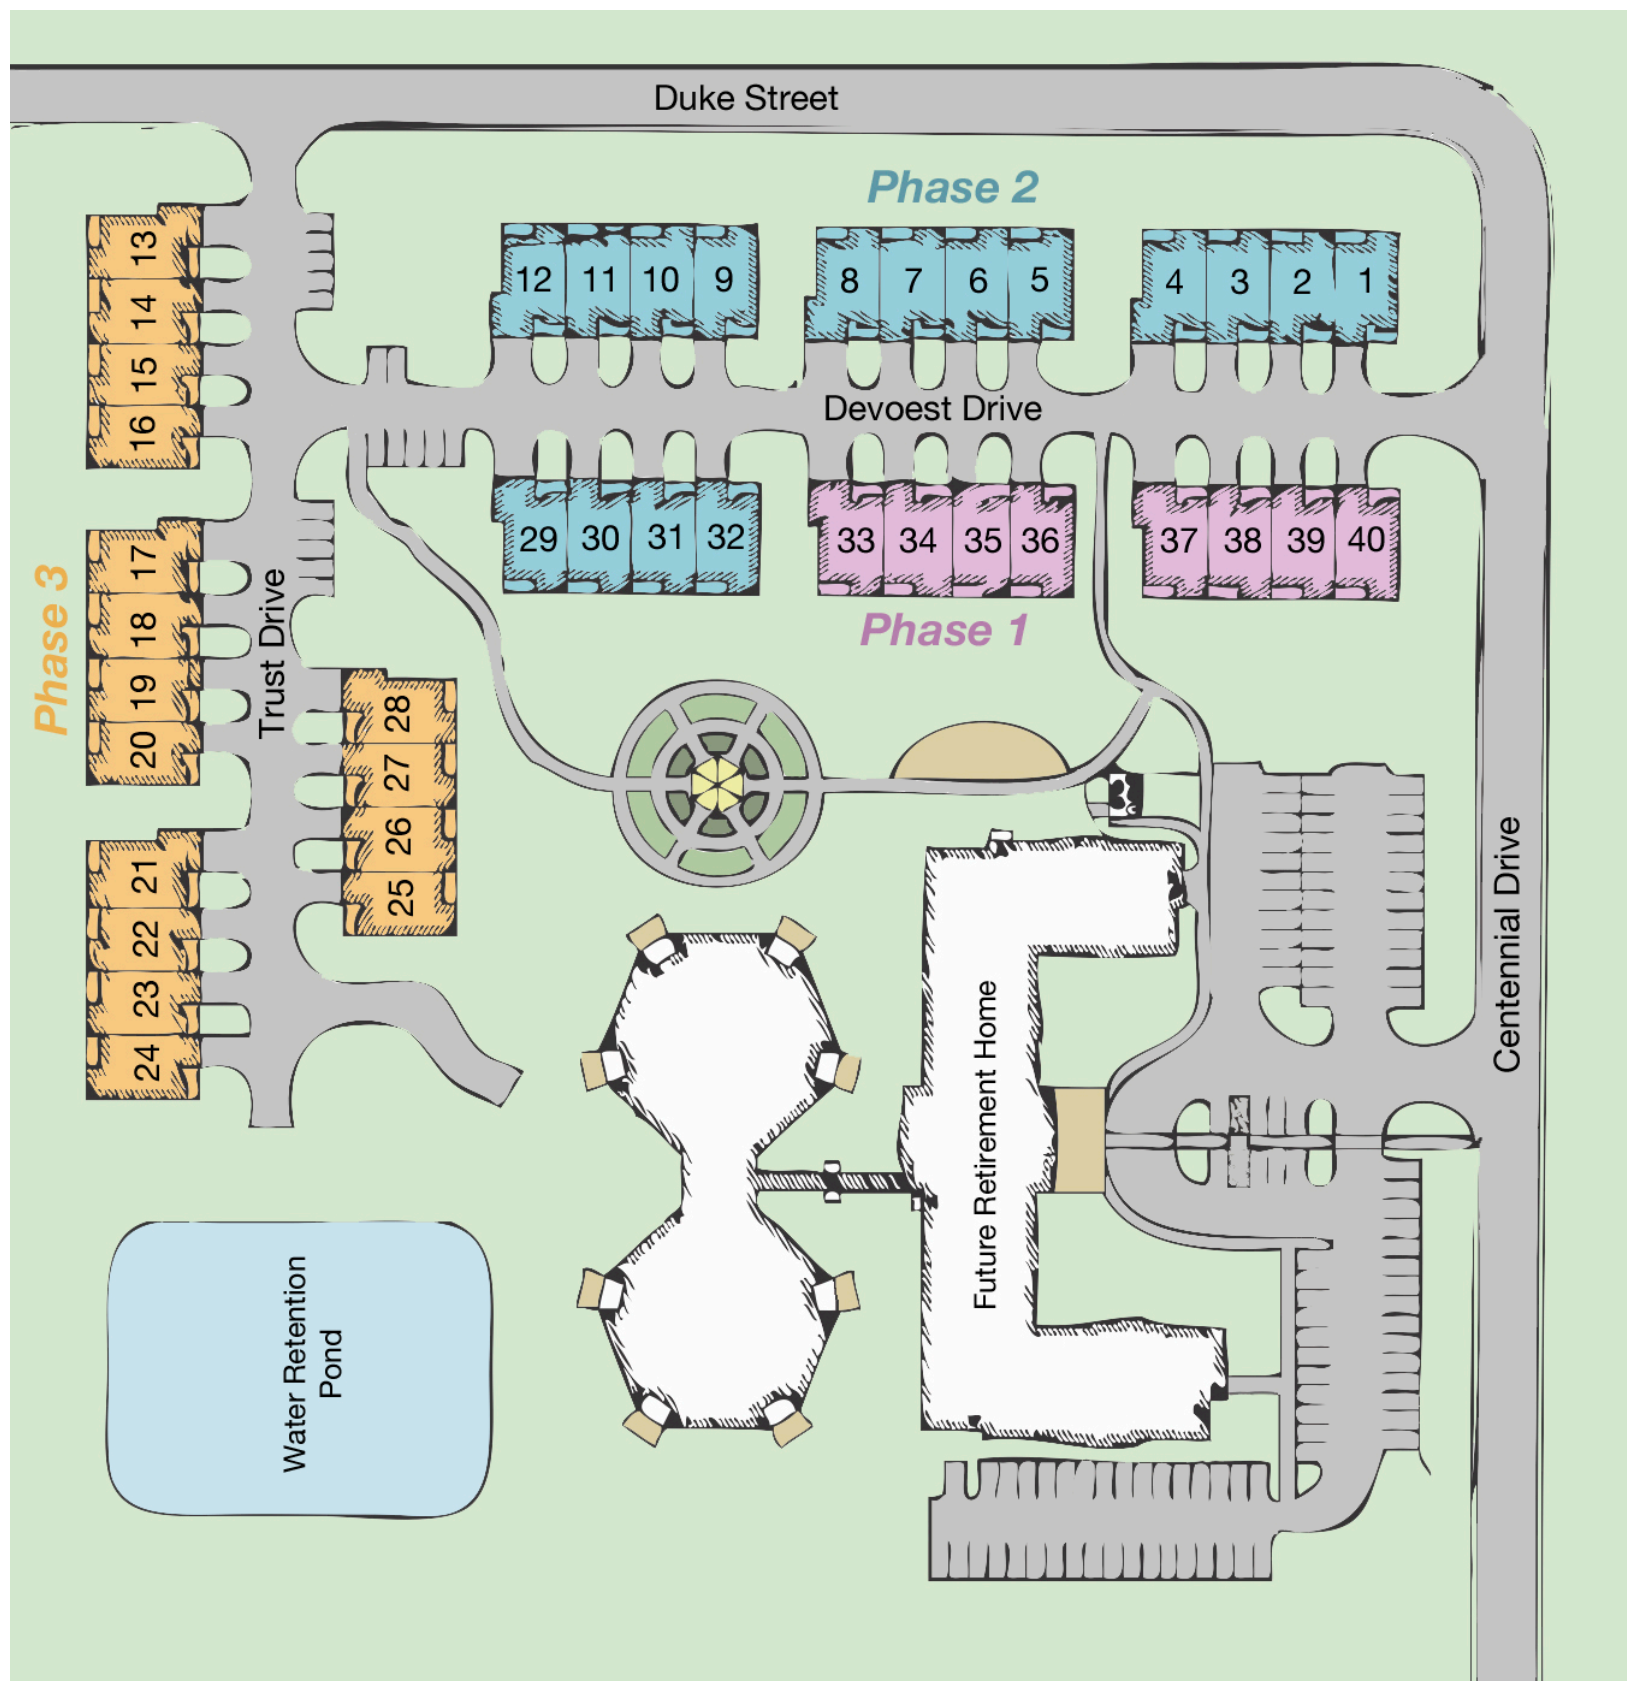 Duke Street
Phase 2
12 11 10 9
8 7 6 5
4 3 2 1
Devoest Drive
29 30 31 32
33 34 35 36
37 38 39 40
Phase 1
13
14
15
16
17
18
19
20
21
22
23
24
Phase 3
Trust Drive
28
27
26
25
Centennial Drive
Future Retirement Home
Water Retention
Pond